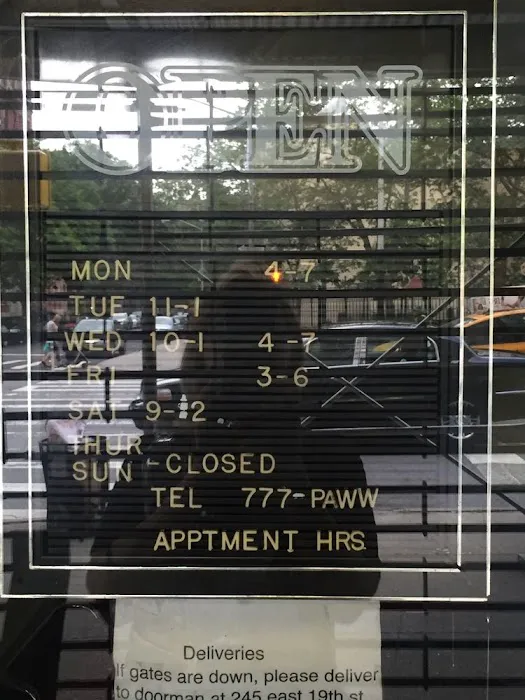 OPEN
MON 4-7
TUE 11-1
WED 10-1 4-7
FRI 3-6
SAT 9-12
THUR
SUN -CLOSED
TEL 777-PAWW
APPTMENT HRS.
Deliveries
If gates are down, please deliver
to doorman at 245 east 19th st